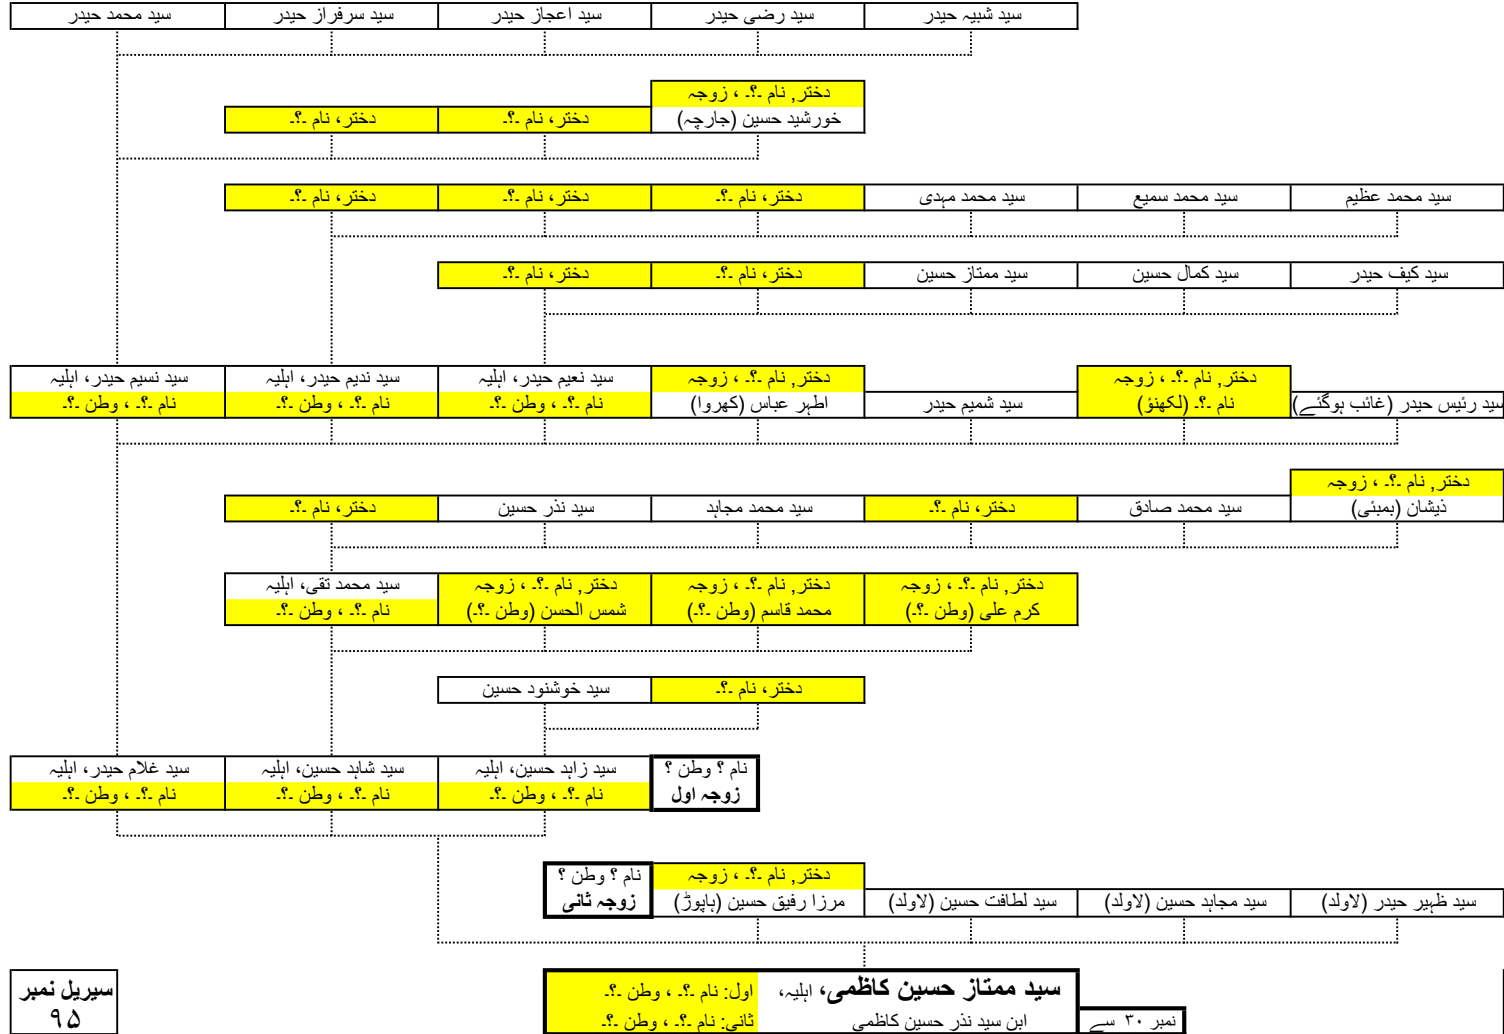 سید شبیہ حیدر
سید رضی حیدر
سید اعجاز حیدر
سید سرفراز حیدر
سید محمد حیدر
دختر, نام ـ؟ـ ، زوجہ
خورشید حسین (جارچہ)
دختر، نام ـ؟ـ
دختر، نام ـ؟ـ
سید محمد عظیم
سید محمد سمیع
سید محمد مہدی
دختر، نام ـ؟ـ
دختر، نام ـ؟ـ
دختر، نام ـ؟ـ
سید کیف حیدر
سید کمال حسین
سید ممتاز حسین
دختر، نام ـ؟ـ
دختر، نام ـ؟ـ
سید رئیس حیدر (غائب ہوگئے)
دختر, نام ـ؟ـ ، زوجہ
نام ـ؟ـ (لکھنؤ)
سید شمیم حیدر
دختر, نام ـ؟ـ ، زوجہ
اطہر عباس (کھروا)
سید نعیم حیدر، اہلیہ
نام ـ؟ـ ، وطن ـ؟ـ
سید ندیم حیدر، اہلیہ
نام ـ؟ـ ، وطن ـ؟ـ
سید نسیم حیدر، اہلیہ
نام ـ؟ـ ، وطن ـ؟ـ
دختر, نام ـ؟ـ ، زوجہ
ذیشان (بمبئی)
سید محمد صادق
دختر، نام ـ؟ـ
سید محمد مجاہد
سید نذر حسین
دختر، نام ـ؟ـ
دختر, نام ـ؟ـ ، زوجہ
کرم علی (وطن ـ؟ـ)
دختر, نام ـ؟ـ ، زوجہ
محمد قاسم (وطن ـ؟ـ)
دختر, نام ـ؟ـ ، زوجہ
شمس الحسن (وطن ـ؟ـ)
سید محمد تقی، اہلیہ
نام ـ؟ـ ، وطن ـ؟ـ
دختر، نام ـ؟ـ
سید خوشنود حسین
نام ؟ وطن ؟
زوجہ اول
سید زاہد حسین، اہلیہ
نام ـ؟ـ ، وطن ـ؟ـ
سید شاہد حسین، اہلیہ
نام ـ؟ـ ، وطن ـ؟ـ
سید غلام حیدر، اہلیہ
نام ـ؟ـ ، وطن ـ؟ـ
سید ظہیر حیدر (لاولد)
سید مجاہد حسین (لاولد)
سید لطافت حسین (لاولد)
دختر, نام ـ؟ـ ، زوجہ
مرزا رفیق حسین (ہاپوڑ)
نام ؟ وطن ؟
زوجہ ثانی
نمبر ۳۰ سے
سید ممتاز حسین کاظمی، اہلیہ، اول: نام ـ؟ـ ، وطن ـ؟ـ
ابن سید نذر حسین کاظمی ثانی: نام ـ؟ـ ، وطن ـ؟ـ
سیریل نمبر
۹۵